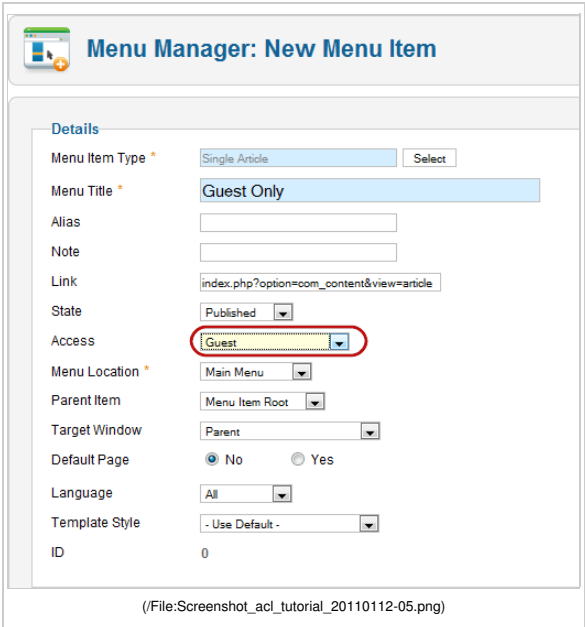 Menu Manager: New Menu Item
Details
Menu Item Type * Single Article Select
Menu Title * Guest Only
Alias
Note
Link index.php?option=com_content&view=article
State Published
Access Guest
Menu Location * Main Menu
Parent Item Menu Item Root
Target Window Parent
Default Page No Yes
Language All
Template Style - Use Default -
ID 0
(/File:Screenshot_acl_tutorial_20110112-05.png)